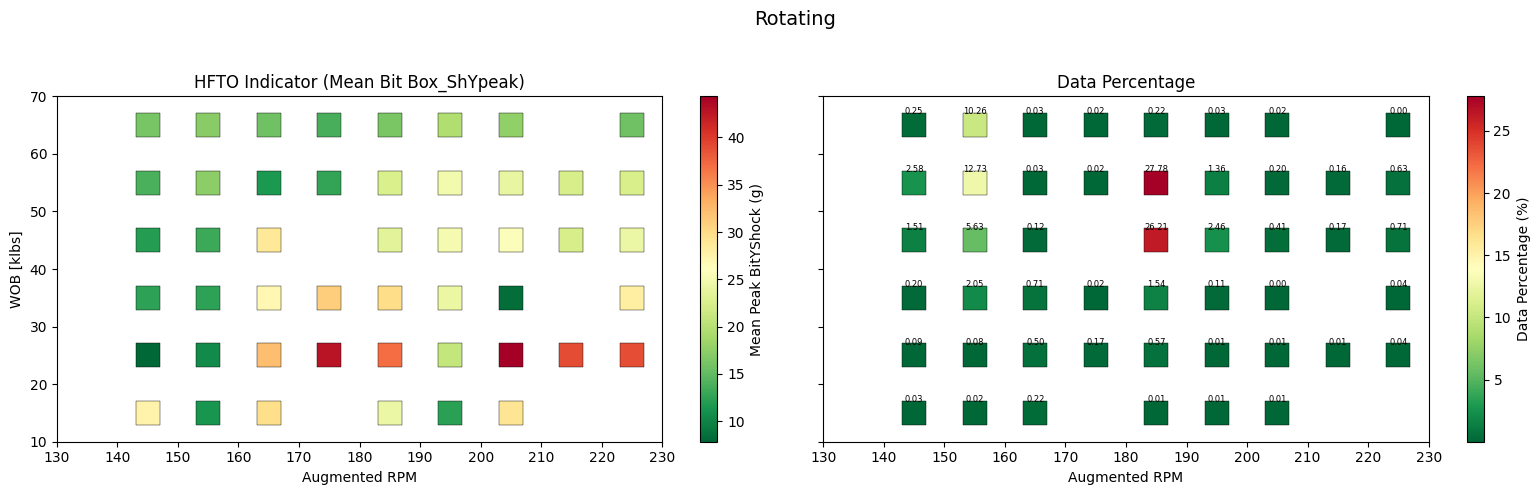 Rotating
HFTO Indicator (Mean Bit Box_ShYpeak)
70
60
50
40
30
20
10
WOB [klbs]
130 140 150 160 170 180 190 200 210 220 230
Augmented RPM
40
35
30
25
20
15
10
Mean Peak BitYShock (g)
Data Percentage
0.25 10.26 0.03 0.02 0.22 0.03 0.02 0.00
2.58 12.73 0.03 0.02 27.78 1.36 0.20 0.16 0.63
1.51 5.63 0.12 26.21 2.46 0.41 0.17 0.71
0.20 2.05 0.71 0.02 1.54 0.11 0.00 0.04
0.09 0.08 0.50 0.17 0.57 0.01 0.01 0.01 0.04
0.03 0.02 0.22 0.01 0.01 0.01
130 140 150 160 170 180 190 200 210 220 230
Augmented RPM
25
20
15
10
5
Data Percentage (%)